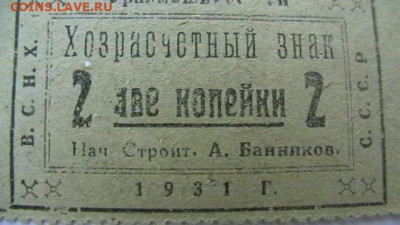 COINS.LAVE.RU
Хозрасчетный знак
В. С. Н. Х.
2 две копейки 2
С. С. С. Р
Нач Строит. А. Банников.
1931 г.